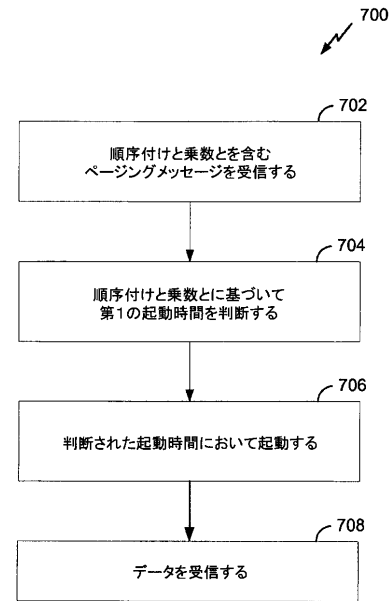 700
702
順序付けと乗数とを含む
ページングメッセージを受信する
704
順序付けと乗数とに基づいて
第1の起動時間を判断する
706
判断された起動時間において起動する
708
データを受信する